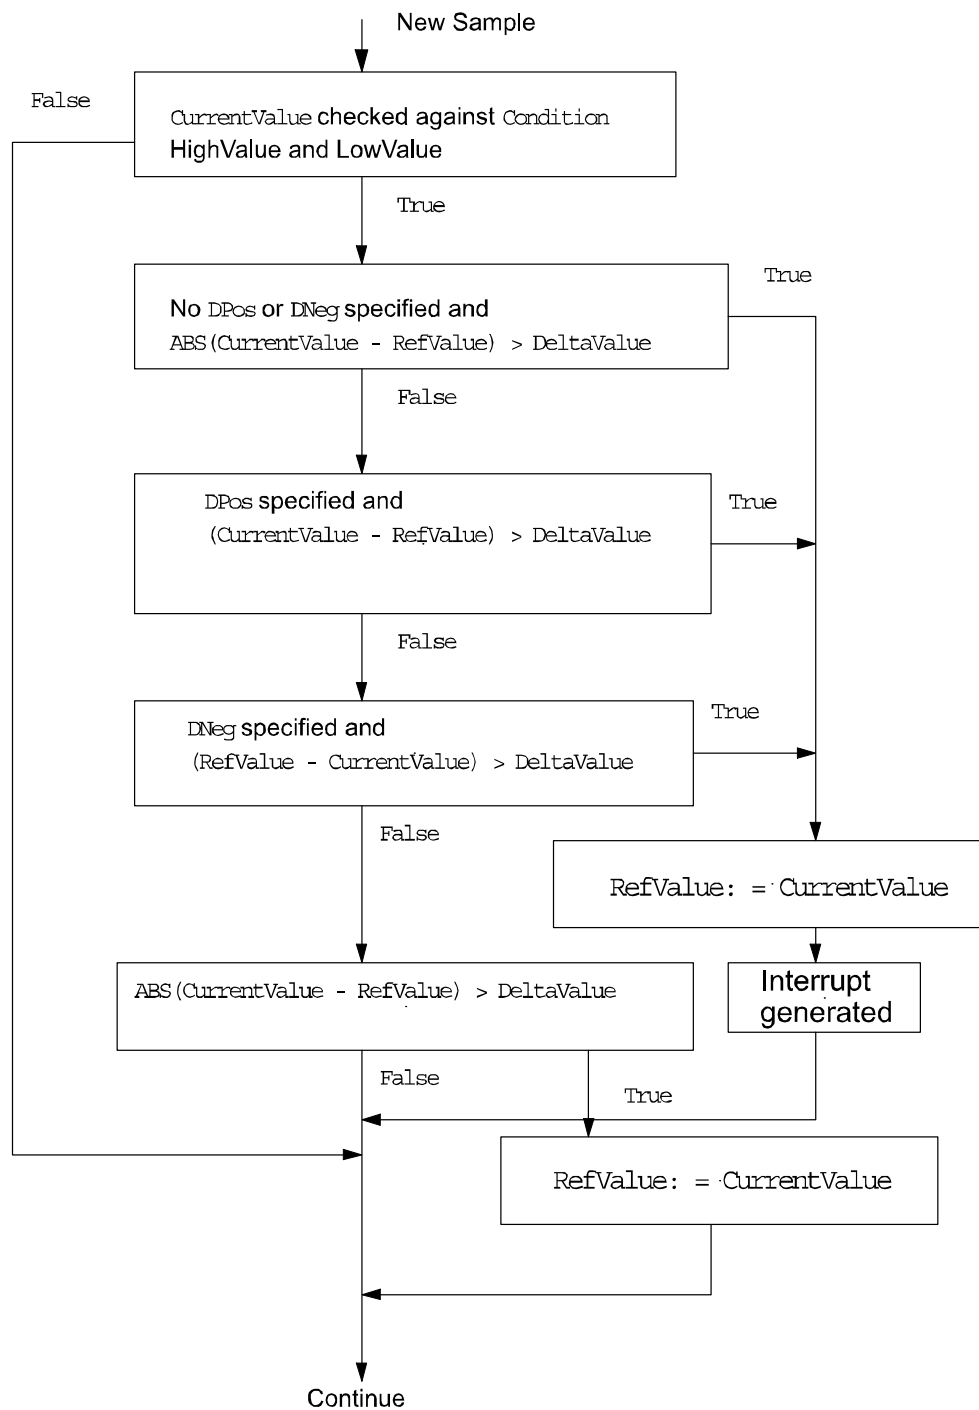 New Sample
False
CurrentValue checked against Condition
HighValue and LowValue
True
True
No DPos or DNeg specified and
ABS(CurrentValue - RefValue) > DeltaValue
False
DPos specified and
True
(CurrentValue - RefValue) > DeltaValue
False
DNeg specified and
True
(RefValue - CurrentValue) > DeltaValue
False
RefValue: = CurrentValue
ABS(CurrentValue - RefValue) > DeltaValue
Interrupt
generated
False
True
RefValue: = CurrentValue
Continue